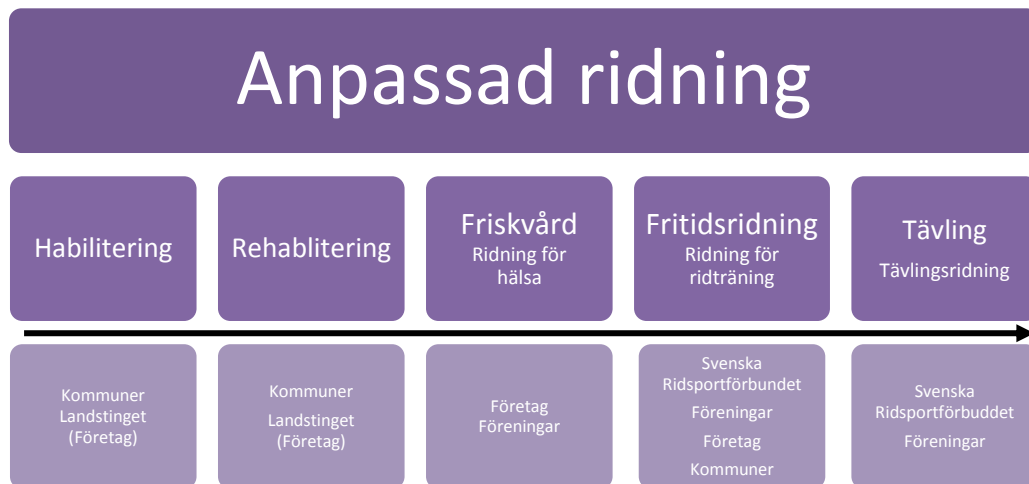 Anpassad ridning
Habilitering
Rehablitering
Friskvård
Ridning för
hälsa
Fritidsridning
Ridning för
ridträning
Tävling
Tävlingsridning
Kommuner
Landstinget
(Företag)
Kommuner
Landstinget
(Företag)
Företag
Föreningar
Svenska
Ridsportförbundet
Föreningar
Företag
Kommuner
Svenska
Ridsportförbuddet
Föreningar